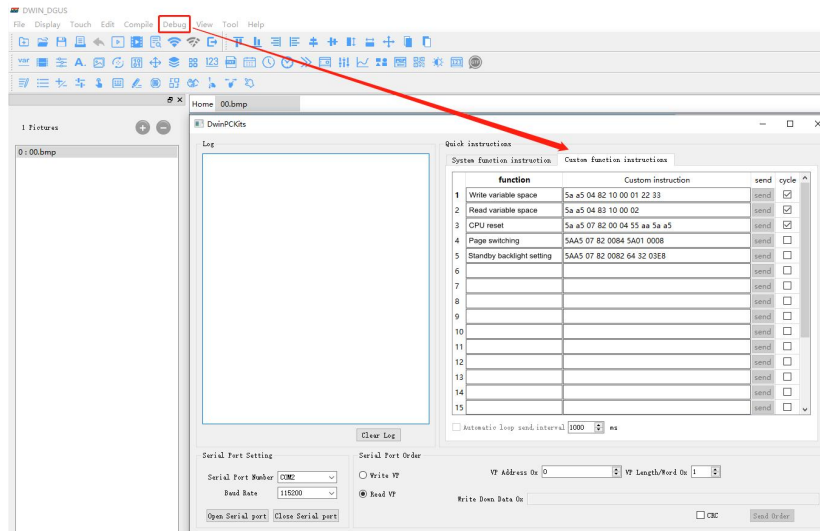 DWIN_DGUS
File Display Touch Edit Compile Debug View Tool Help
Home 00.bmp
1 Pictures
0 : 00.bmp
DwinPCKits
Log
Quick instructions
System function instruction Custom function instructions
function Custom instruction send cycle
1 Write variable space 5a a5 04 82 10 00 01 22 33 send
2 Read variable space 5a a5 04 83 10 00 02 send
3 CPU reset 5a a5 07 82 00 04 55 aa 5a a5 send
4 Page switching 5AA5 07 82 0084 5A01 0008 send
5 Standby backlight setting 5AA5 07 82 0082 64 32 03E8 send
6 send
7 send
8 send
9 send
10 send
11 send
12 send
13 send
14 send
15 send
Automatic loop send,interval 1000 ms
Clear Log
Serial Port Setting
Serial Port Number COM2
Baud Rate 115200
Open Serial port Close Serial port
Serial Port Order
Write VP
Read VP
VP Address 0x 0 VP Length/Word 0x 1
Write Down Data 0x
CRC Send Order